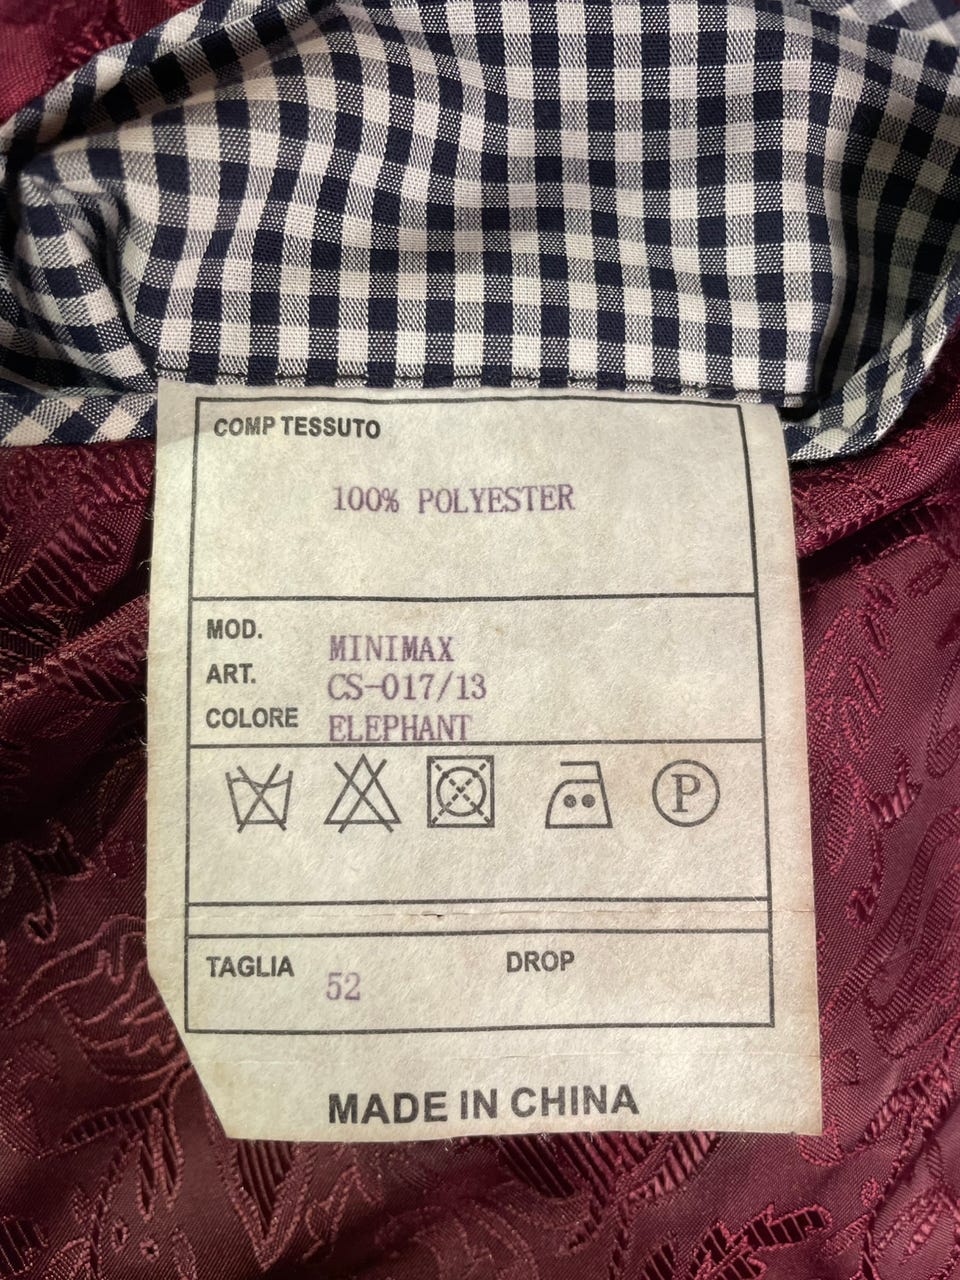 COMP TESSUTO
100% POLYESTER
MOD. MINIMAX
ART. CS-017/13
COLORE ELEPHANT
P
TAGLIA 52 DROP
MADE IN CHINA